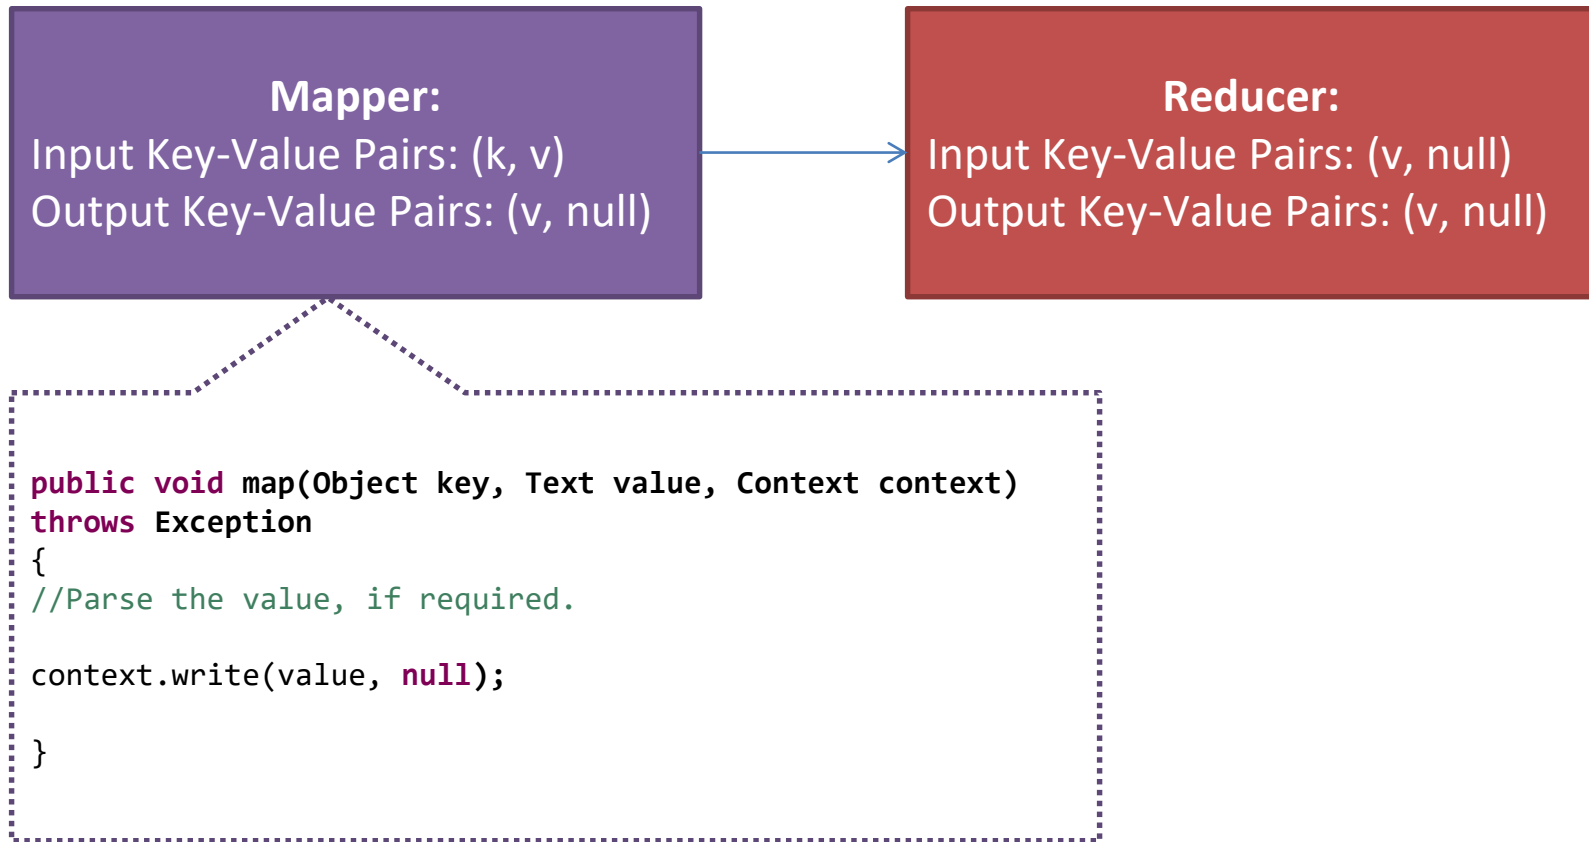 Mapper:
Input Key-Value Pairs: (k, v)
Output Key-Value Pairs: (v, null)
Reducer:
Input Key-Value Pairs: (v, null)
Output Key-Value Pairs: (v, null)
public void map(Object key, Text value, Context context)
throws Exception
{
//Parse the value, if required.
context.write(value, null);
}